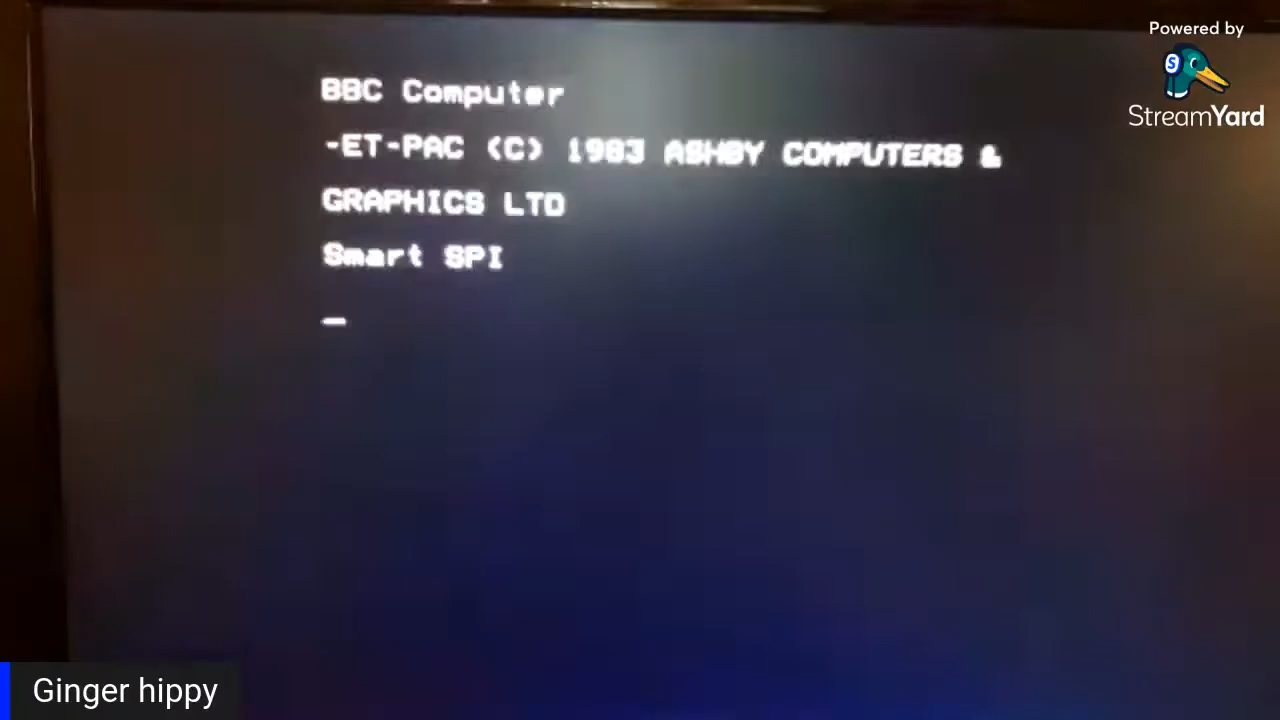 BBC Computer
-ET-PAC (C) 1983 ASHBY COMPUTERS &
GRAPHICS LTD
Smart SPI
_
Powered by
StreamYard
Ginger hippy